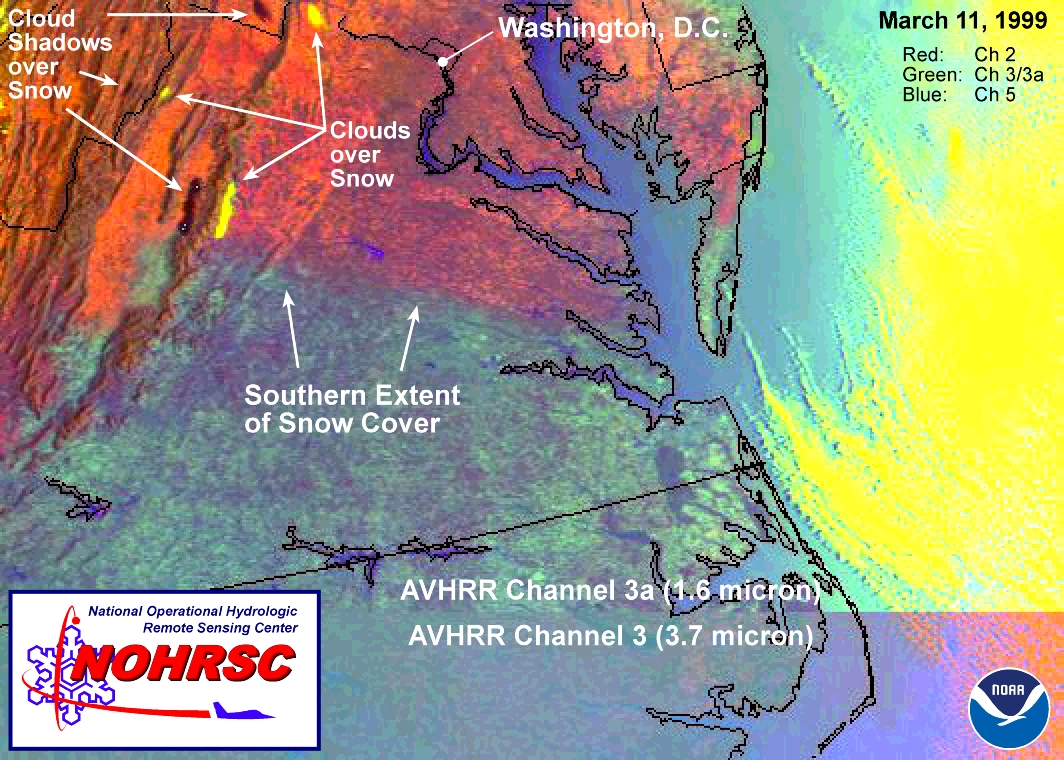 Cloud
Shadows
over
Snow
Washington, D.C.
March 11, 1999
Red: Ch 2
Green: Ch 3/3a
Blue: Ch 5
Clouds
over
Snow
Southern Extent
of Snow Cover
AVHRR Channel 3a (1.6 micron)
AVHRR Channel 3 (3.7 micron)
National Operational Hydrologic
Remote Sensing Center
NOHRSC
NOAA